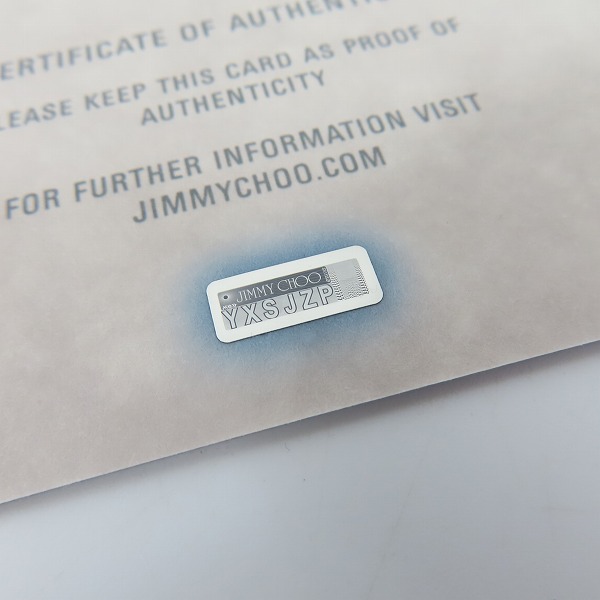 ERTIFICATE OF AUTHENTIC
LEASE KEEP THIS CARD AS PROOF OF
AUTHENTICITY
FOR FURTHER INFORMATION VISIT
JIMMYCHOO.COM
JIMMY CHOO
YXSJZP